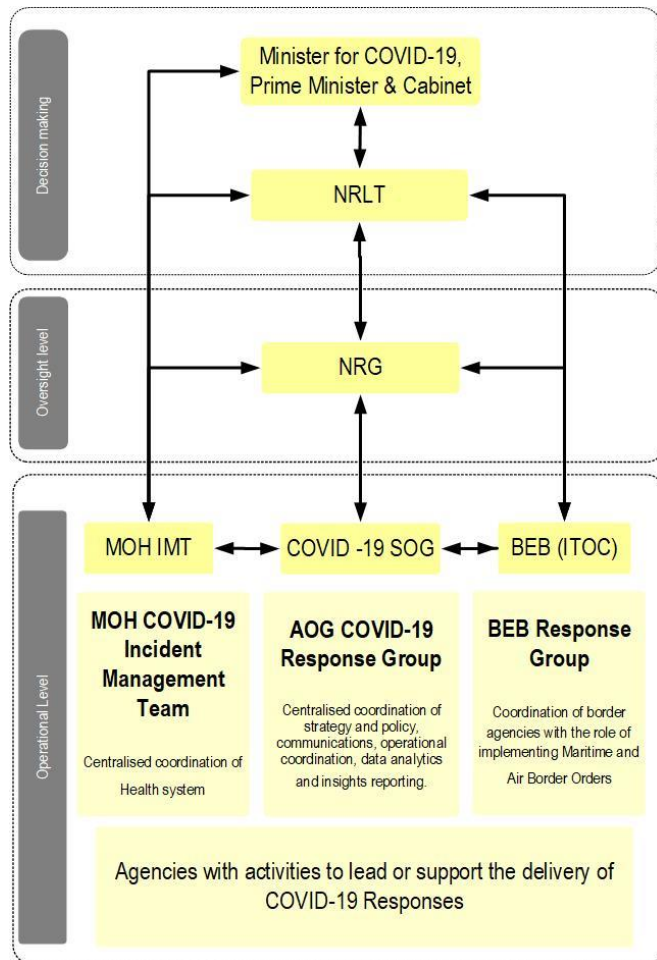 Decision making
Minister for COVID-19,
Prime Minister & Cabinet
NRLT
Oversight level
NRG
Operational Level
MOH IMT
COVID -19 SOG
BEB (ITOC)
MOH COVID-19
Incident
Management
Team
Centralised coordination of
Health system
AOG COVID-19
Response Group
Centralised coordination of
strategy and policy,
communications, operational
coordination, data analytics
and insights reporting.
BEB Response
Group
Coordination of border
agencies with the role of
implementing Maritime and
Air Border Orders
Agencies with activities to lead or support the delivery of
COVID-19 Responses